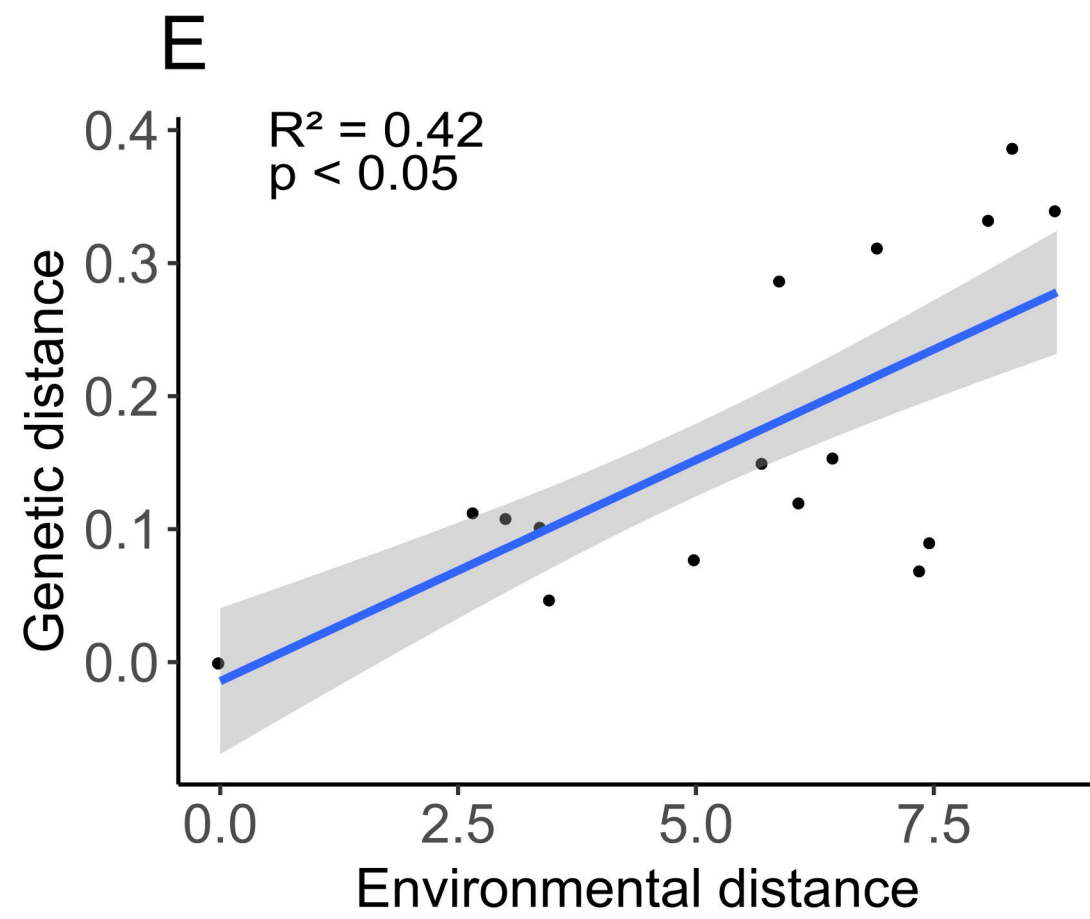 E
R² = 0.42
p < 0.05
0.4
0.3
0.2
0.1
0.0
Genetic distance
0.0 2.5 5.0 7.5
Environmental distance